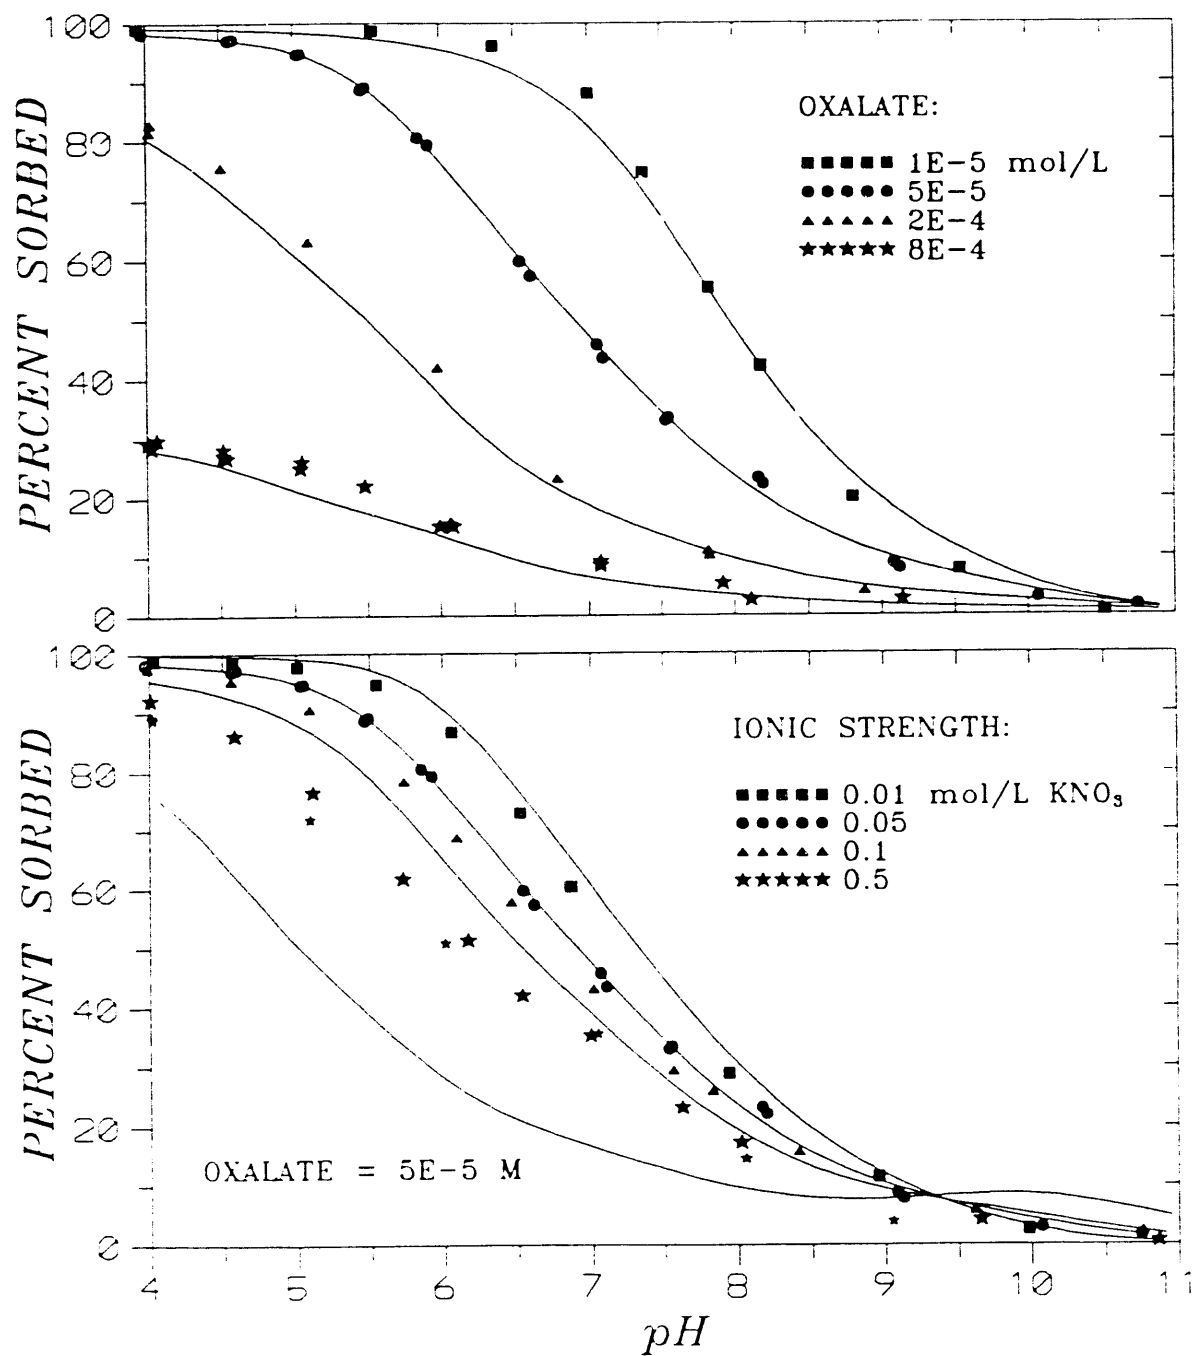 100
80
60
40
20
0
PERCENT SORBED
OXALATE:
1E-5 mol/L
5E-5
2E-4
8E-4
100
80
60
40
20
0
PERCENT SORBED
IONIC STRENGTH:
0.01 mol/L KNO₃
0.05
0.1
0.5
OXALATE = 5E-5 M
4 5 6 7 8 9 10 11
pH